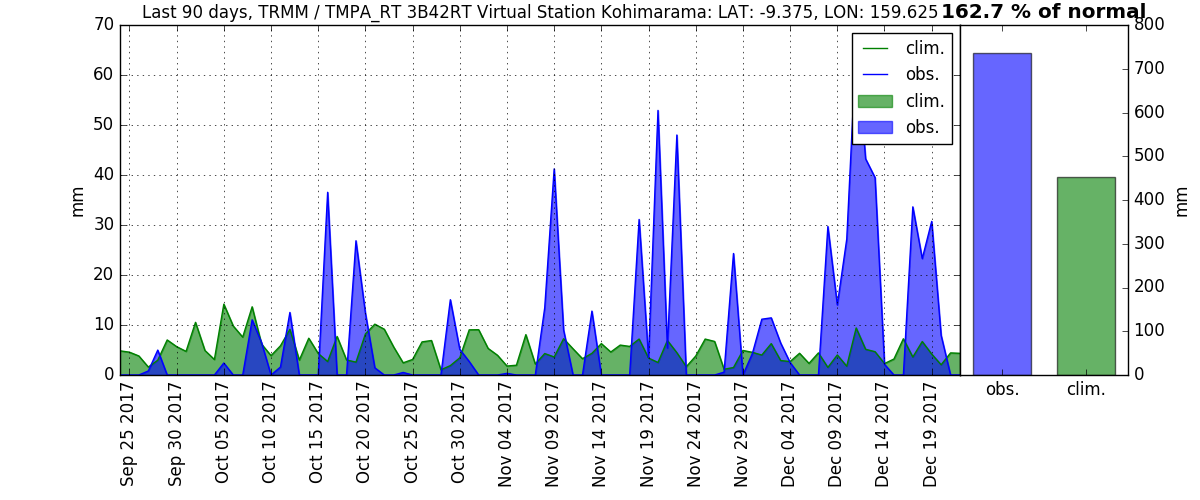 Last 90 days, TRMM / TMPA_RT 3B42RT Virtual Station Kohimarama: LAT: -9.375, LON: 159.625 162.7 % of normal
70
60
50
40
30
20
10
0
mm
clim.
obs.
clim.
obs.
Sep 25 2017
Sep 30 2017
Oct 05 2017
Oct 10 2017
Oct 15 2017
Oct 20 2017
Oct 25 2017
Oct 30 2017
Nov 04 2017
Nov 09 2017
Nov 14 2017
Nov 19 2017
Nov 24 2017
Nov 29 2017
Dec 04 2017
Dec 09 2017
Dec 14 2017
Dec 19 2017
800
700
600
500
400
300
200
100
0
mm
obs. clim.